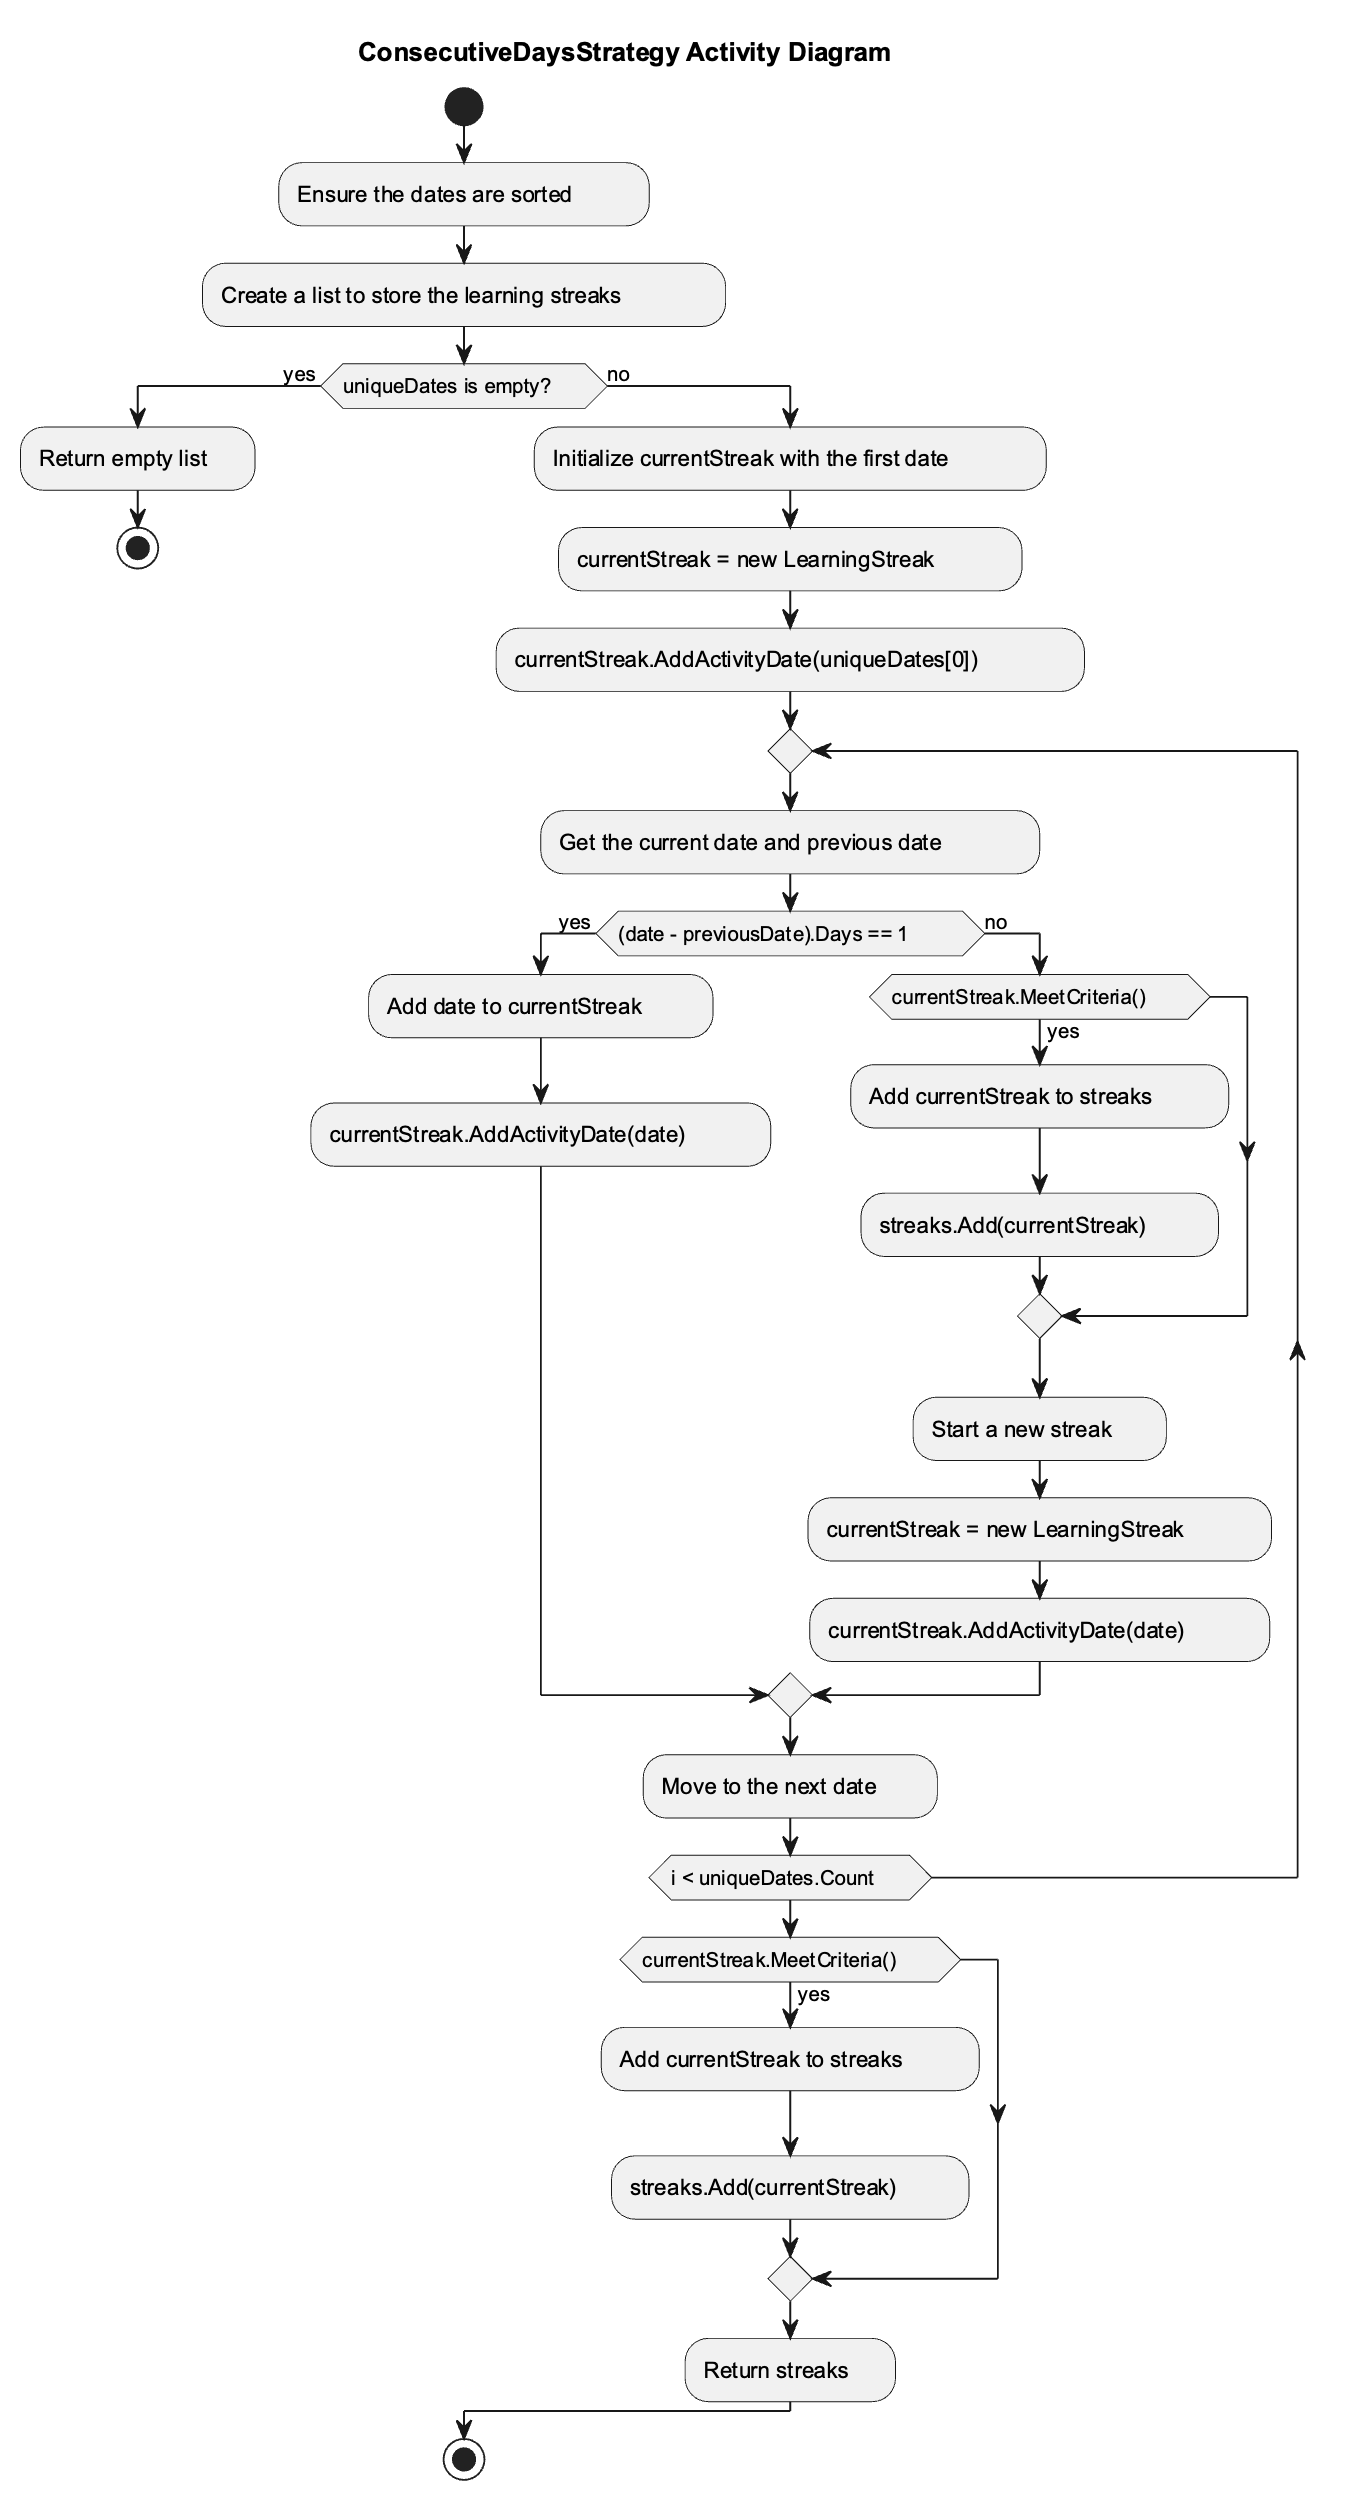 ConsecutiveDaysStrategy Activity Diagram
Ensure the dates are sorted
Create a list to store the learning streaks
yes
uniqueDates is empty?
no
Return empty list
Initialize currentStreak with the first date
currentStreak = new LearningStreak
currentStreak.AddActivityDate(uniqueDates[0])
Get the current date and previous date
yes
(date - previousDate).Days == 1
no
Add date to currentStreak
currentStreak.AddActivityDate(date)
currentStreak.MeetCriteria()
yes
Add currentStreak to streaks
streaks.Add(currentStreak)
Start a new streak
currentStreak = new LearningStreak
currentStreak.AddActivityDate(date)
Move to the next date
i < uniqueDates.Count
currentStreak.MeetCriteria()
yes
Add currentStreak to streaks
streaks.Add(currentStreak)
Return streaks